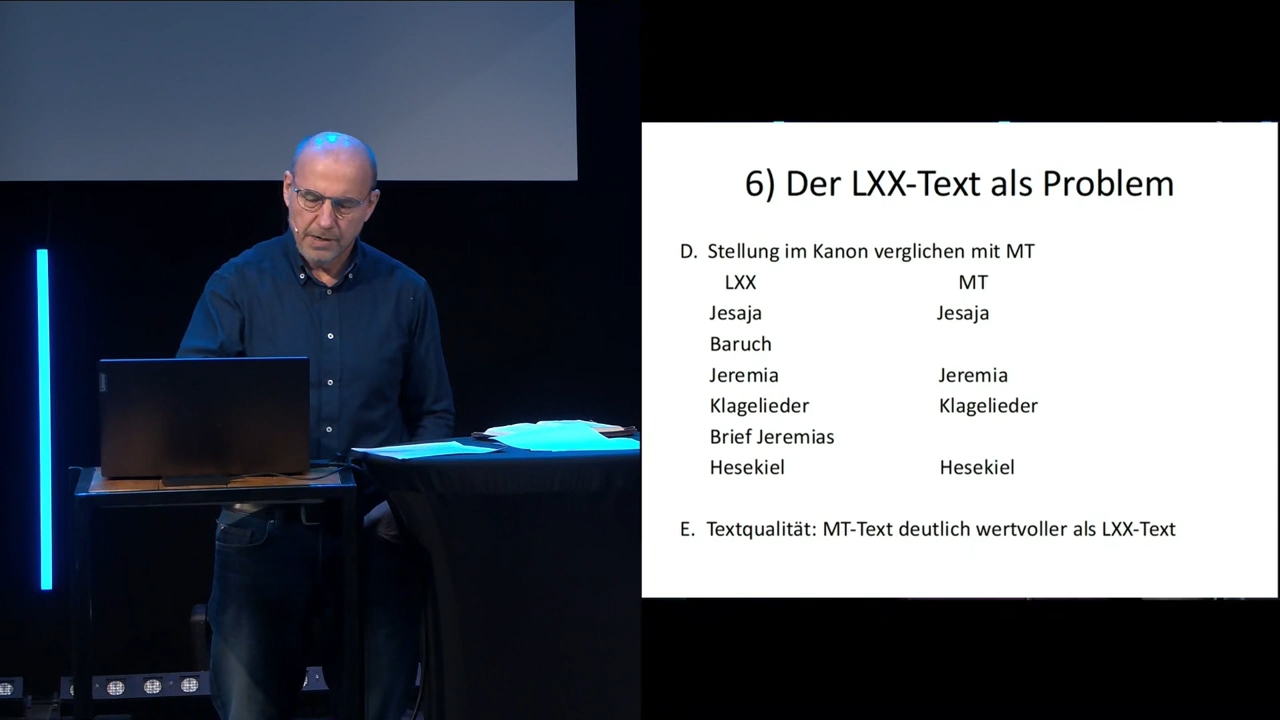 6) Der LXX-Text als Problem
D. Stellung im Kanon verglichen mit MT
LXX MT
Jesaja Jesaja
Baruch
Jeremia Jeremia
Klagelieder Klagelieder
Brief Jeremias
Hesekiel Hesekiel
E. Textqualität: MT-Text deutlich wertvoller als LXX-Text